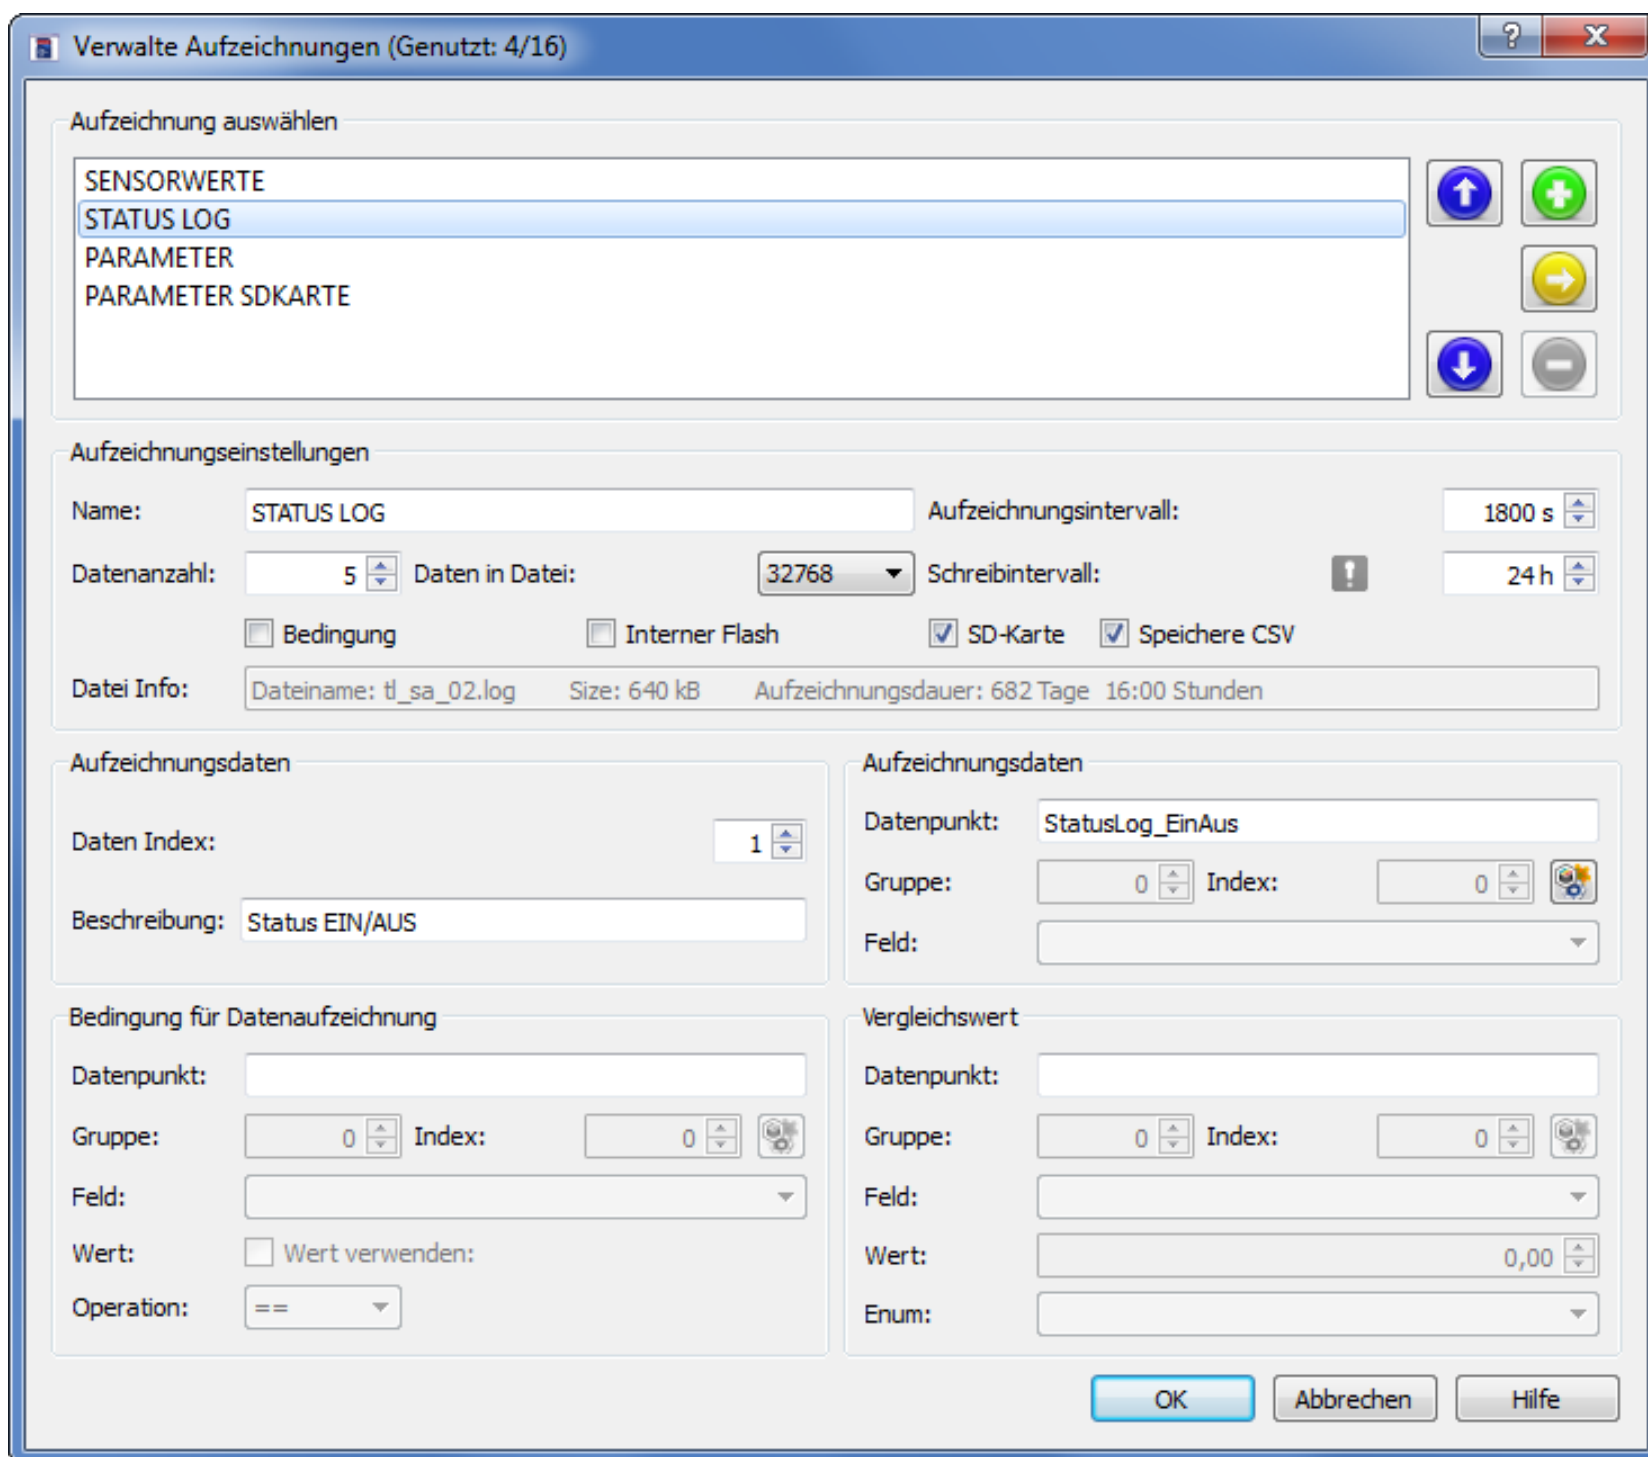 Verwalte Aufzeichnungen (Genutzt: 4/16)
Aufzeichnung auswählen
SENSORWERTE
STATUS LOG
PARAMETER
PARAMETER SDKARTE
Aufzeichnungseinstellungen
Name: STATUS LOG Aufzeichnungsintervall: 1800 s
Datenanzahl: 5 Daten in Datei: 32768 Schreibintervall: ! 24 h
Bedingung Interner Flash SD-Karte Speichere CSV
Datei Info: Dateiname: tl_sa_02.log Size: 640 kB Aufzeichnungsdauer: 682 Tage 16:00 Stunden
Aufzeichnungsdaten
Daten Index: 1
Beschreibung: Status EIN/AUS
Aufzeichnungsdaten
Datenpunkt: StatusLog_EinAus
Gruppe: 0 Index: 0
Feld:
Bedingung für Datenaufzeichnung
Datenpunkt:
Gruppe: 0 Index: 0
Feld:
Wert: Wert verwenden:
Operation: ==
Vergleichswert
Datenpunkt:
Gruppe: 0 Index: 0
Feld:
Wert: 0,00
Enum:
OK Abbrechen Hilfe